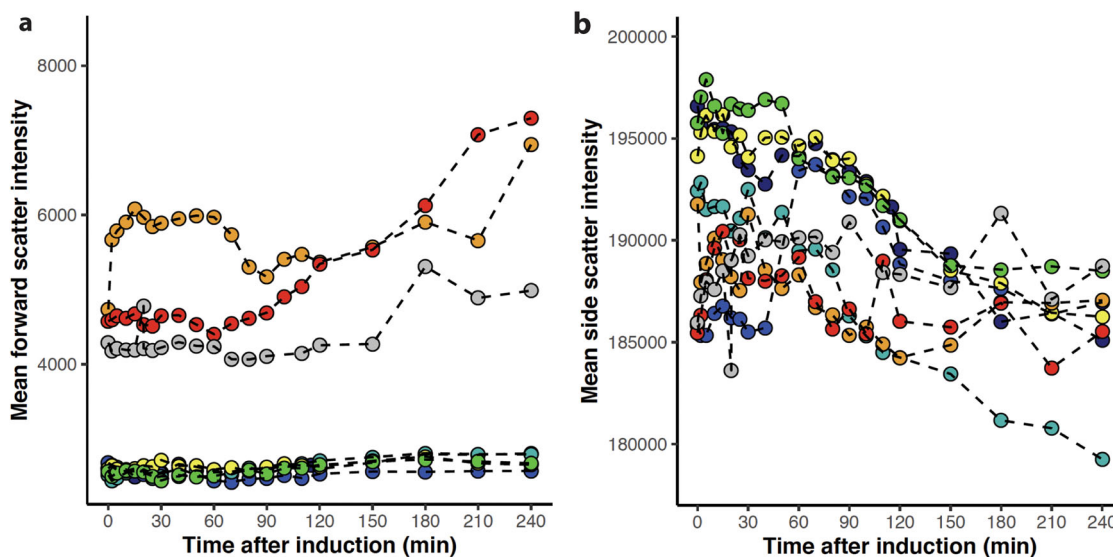 a
Mean forward scatter intensity
8000
6000
4000
0 30 60 90 120 150 180 210 240
Time after induction (min)
b
Mean side scatter intensity
200000
195000
190000
185000
180000
0 30 60 90 120 150 180 210 240
Time after induction (min)